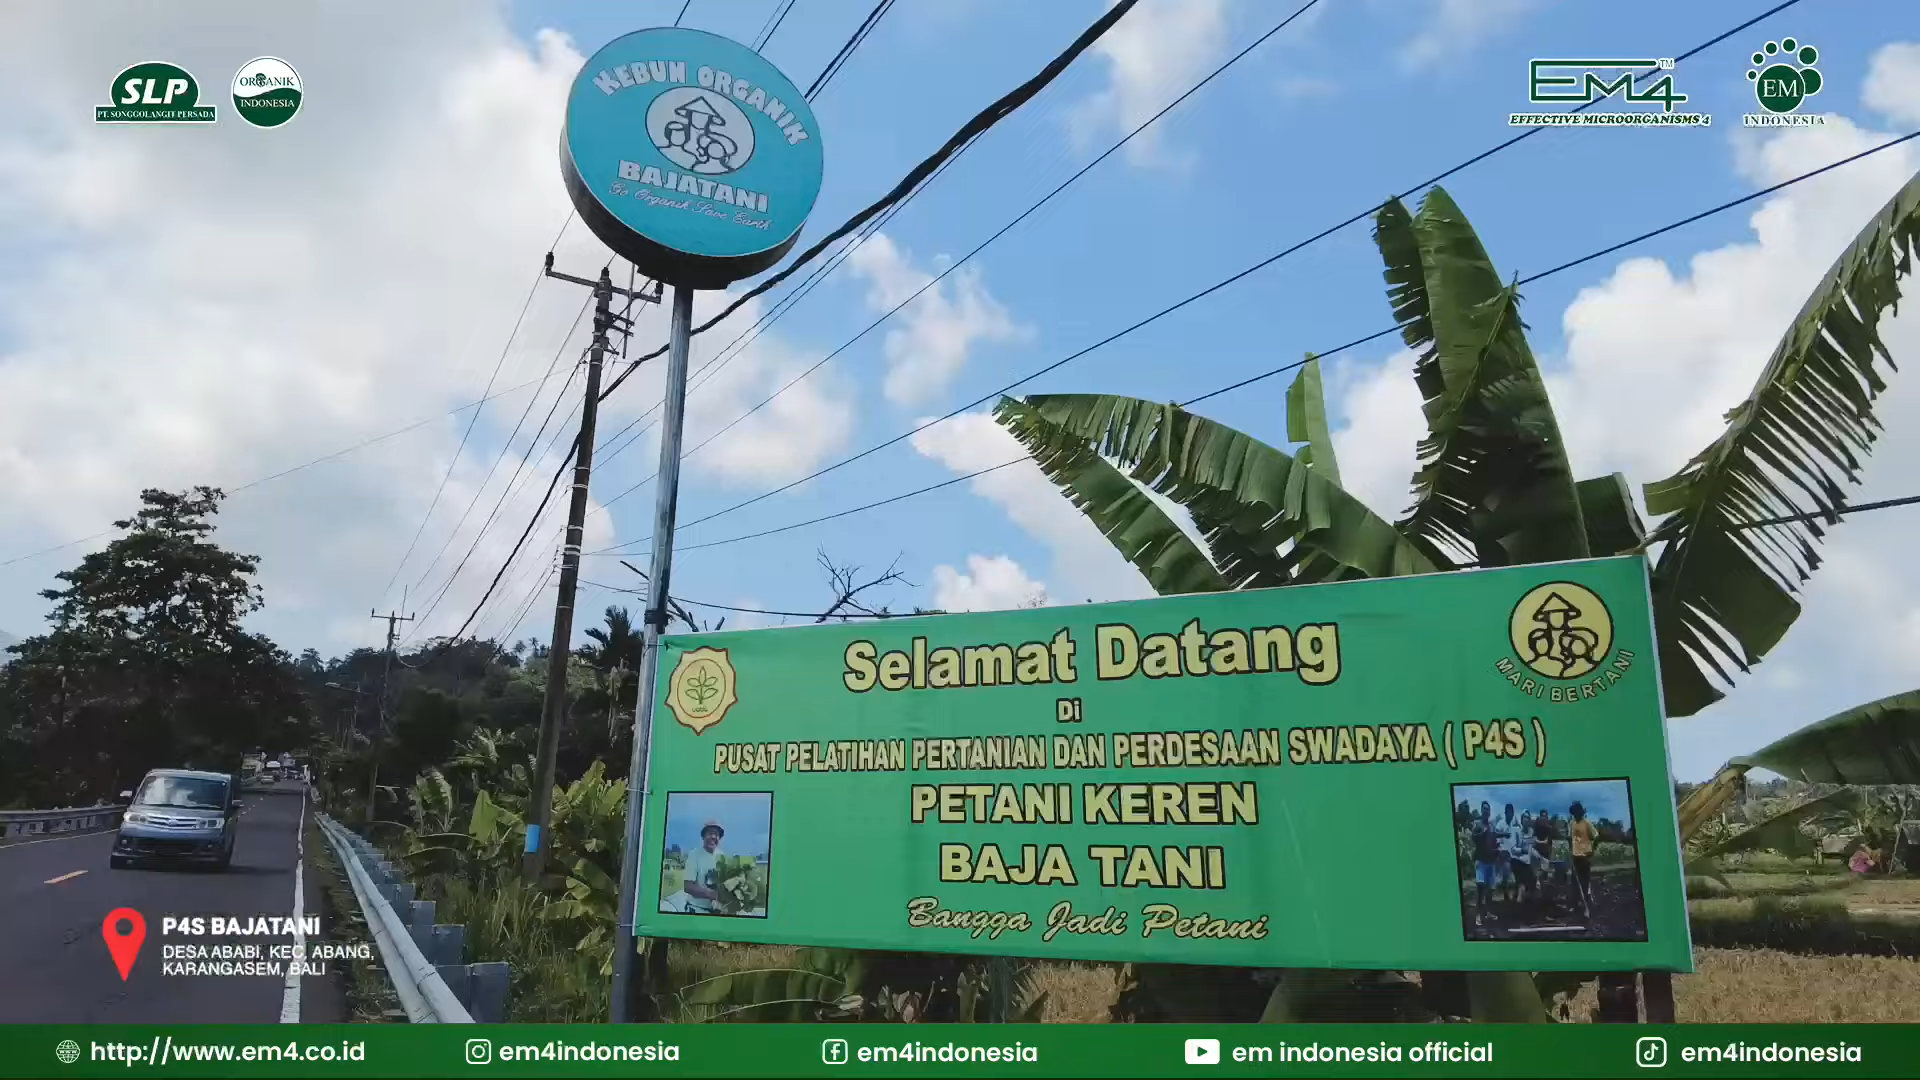 SLP
PT. SONGGOLANGIT PERSADA
ORGANIK
INDONESIA
EM4 TM
EFFECTIVE MICROORGANISMS 4
EM
INDONESIA
KEBUN ORGANIK
BAJATANI
Go Organik Save Earth
Selamat Datang
Di
PUSAT PELATIHAN PERTANIAN DAN PERDESAAN SWADAYA ( P4S )
PETANI KEREN
BAJA TANI
Bangga Jadi Petani
MARI BERTANI
P4S BAJATANI
DESA ABABI, KEC. ABANG,
KARANGASEM, BALI
http://www.em4.co.id
em4indonesia
em4indonesia
em indonesia official
em4indonesia